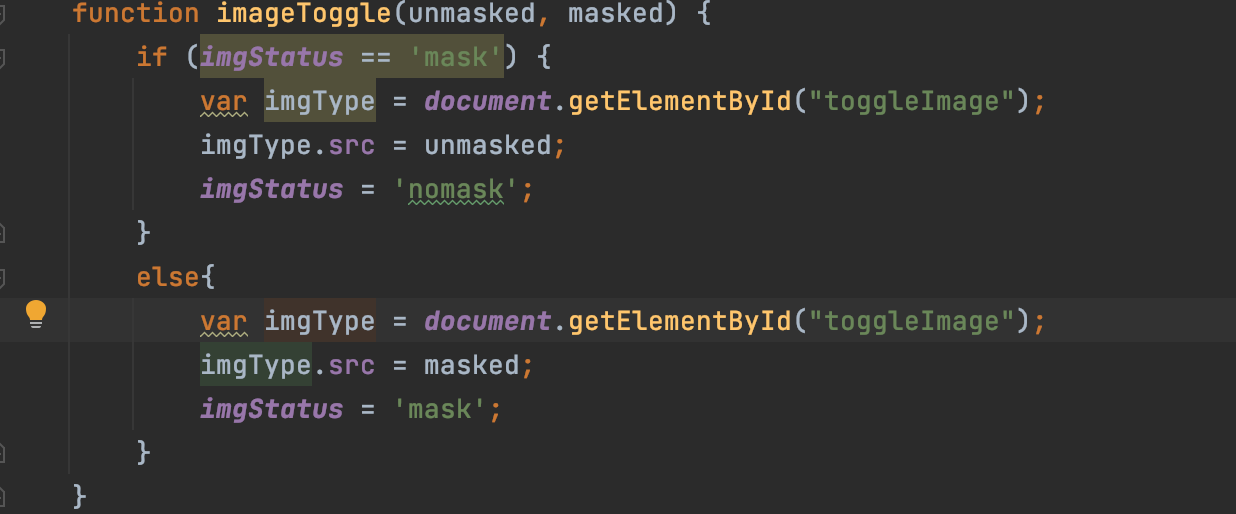 function imageToggle(unmasked, masked) {
if (imgStatus == 'mask') {
var imgType = document.getElementById("toggleImage");
imgType.src = unmasked;
imgStatus = 'nomask';
}
else{
var imgType = document.getElementById("toggleImage");
imgType.src = masked;
imgStatus = 'mask';
}
}